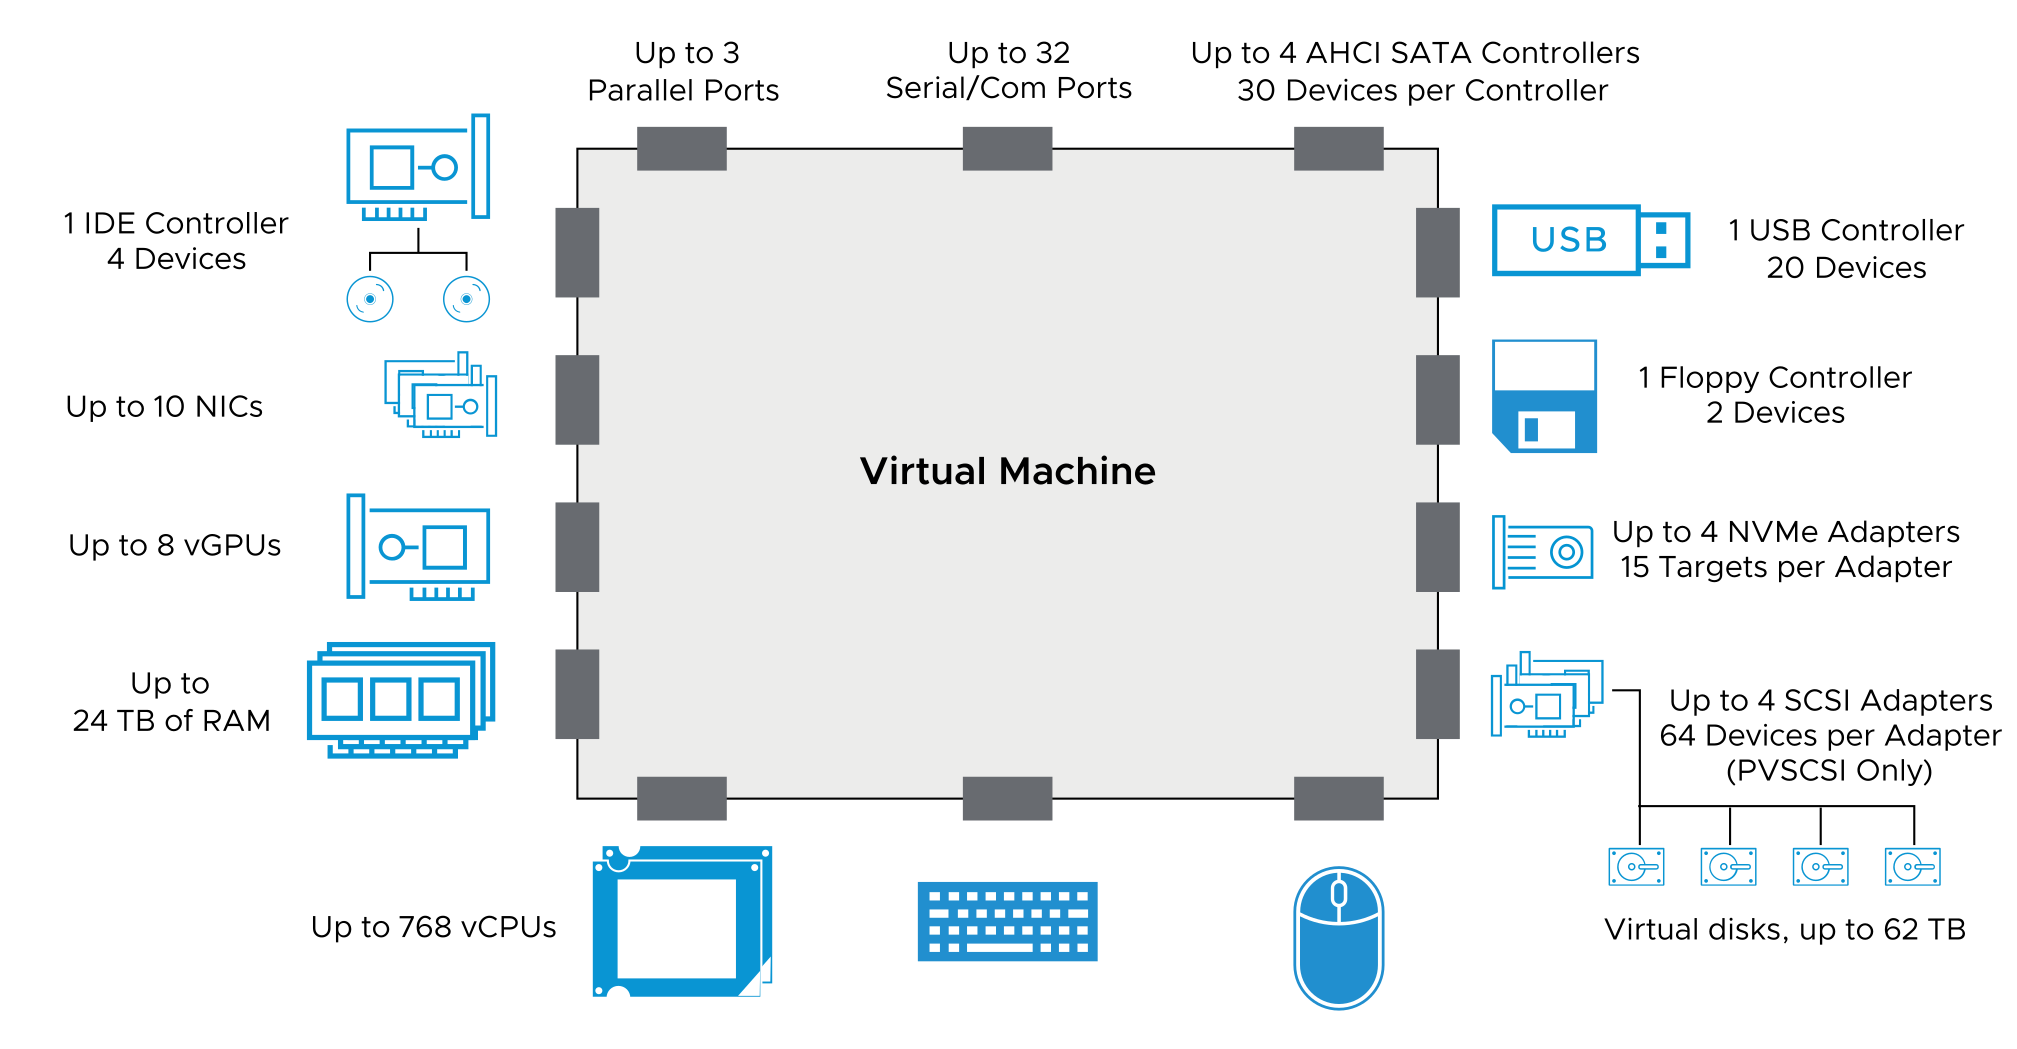 Up to 3
Parallel Ports
Up to 32
Serial/Com Ports
Up to 4 AHCI SATA Controllers
30 Devices per Controller
1 IDE Controller
4 Devices
Up to 10 NICs
Up to 8 vGPUs
Up to
24 TB of RAM
Virtual Machine
USB
1 USB Controller
20 Devices
1 Floppy Controller
2 Devices
Up to 4 NVMe Adapters
15 Targets per Adapter
Up to 4 SCSI Adapters
64 Devices per Adapter
(PVSCSI Only)
Virtual disks, up to 62 TB
Up to 768 vCPUs